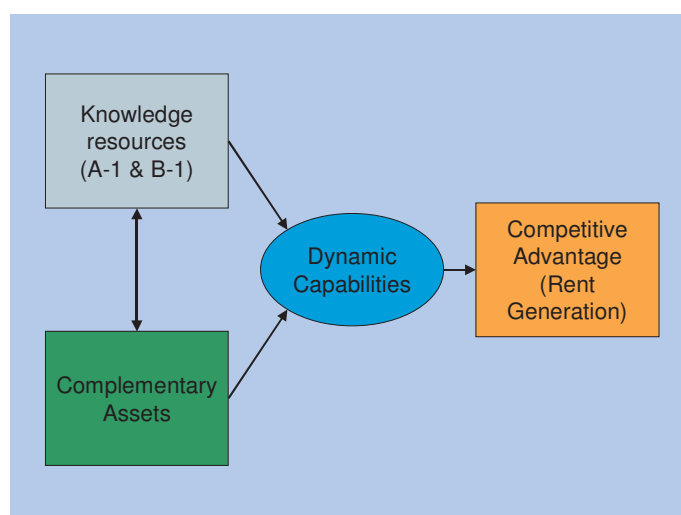 Knowledge
resources
(A-1 & B-1)
Complementary
Assets
Dynamic
Capabilities
Competitive
Advantage
(Rent
Generation)